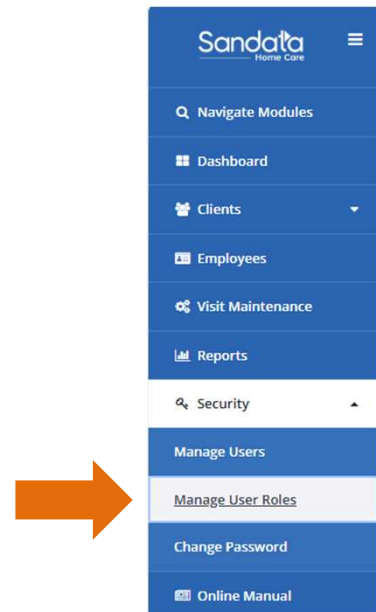 Sandata
Home Care
Navigate Modules
Dashboard
Clients
Employees
Visit Maintenance
Reports
Security
Manage Users
Manage User Roles
Change Password
Online Manual